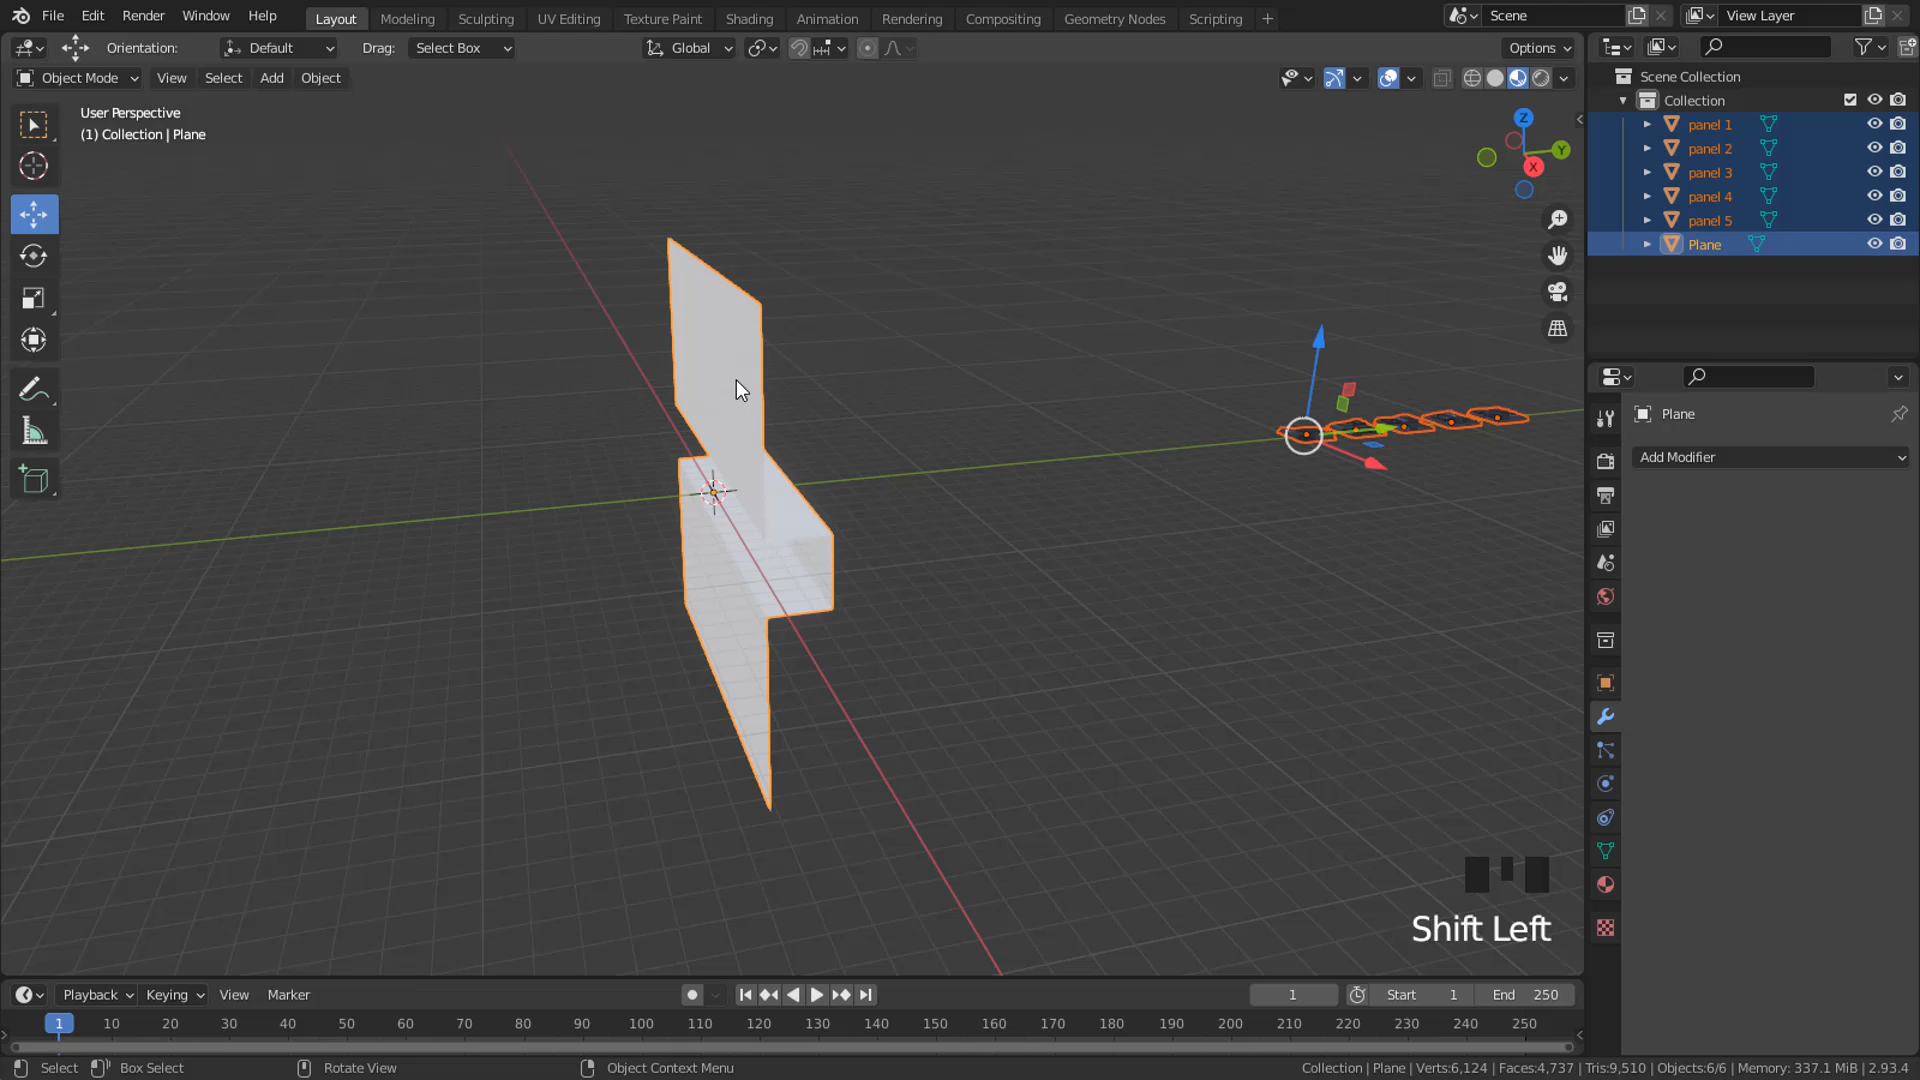 File Edit Render Window Help Layout Modeling Sculpting UV Editing Texture Paint Shading Animation Rendering Compositing Geometry Nodes Scripting + Scene View Layer
Orientation: Default Drag: Select Box Global Options
Object Mode View Select Add Object
User Perspective
(1) Collection | Plane
Z
Y
X
Scene Collection
Collection
panel 1
panel 2
panel 3
panel 4
panel 5
Plane
Plane
Add Modifier
Shift Left
Playback Keying View Marker 1 Start 1 End 250
1 10 20 30 40 50 60 70 80 90 100 110 120 130 140 150 160 170 180 190 200 210 220 230 240 250
Select Box Select Rotate View Object Context Menu Collection | Plane | Verts:6,124 | Faces:4,737 | Tris:9,510 | Objects:6/6 | Memory: 337.1 MiB | 2.93.4